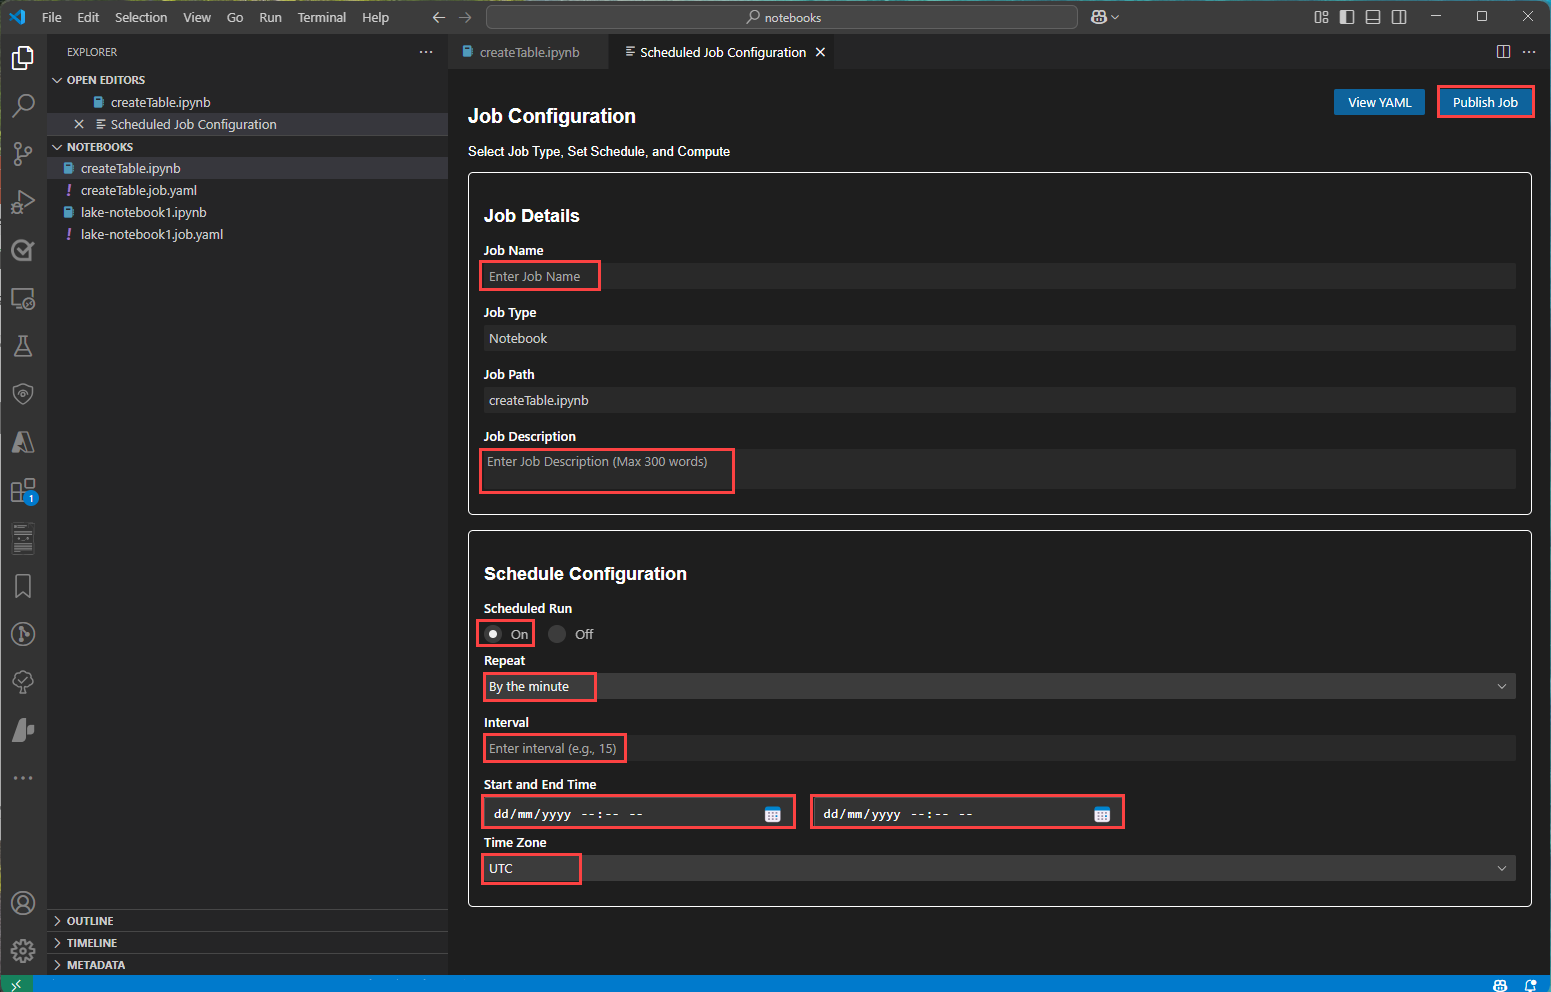 File Edit Selection View Go Run Terminal Help
notebooks
EXPLORER
createTable.ipynb
Scheduled Job Configuration
OPEN EDITORS
createTable.ipynb
Scheduled Job Configuration
NOTEBOOKS
createTable.ipynb
! createTable.job.yaml
lake-notebook1.ipynb
! lake-notebook1.job.yaml
1
OUTLINE
TIMELINE
METADATA
View YAML
Publish Job
Job Configuration
Select Job Type, Set Schedule, and Compute
Job Details
Job Name
Enter Job Name
Job Type
Notebook
Job Path
createTable.ipynb
Job Description
Enter Job Description (Max 300 words)
Schedule Configuration
Scheduled Run
On Off
Repeat
By the minute
Interval
Enter interval (e.g., 15)
Start and End Time
dd/mm/yyyy --:-- -- dd/mm/yyyy --:-- --
Time Zone
UTC